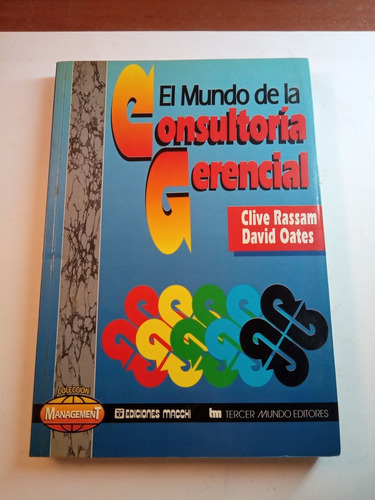 El Mundo de la
Consultoría
Gerencial
Clive Rassam
David Oates
COLECCION
MANAGEMENT
EDICIONES MACCHI
tm TERCER MUNDO EDITORES